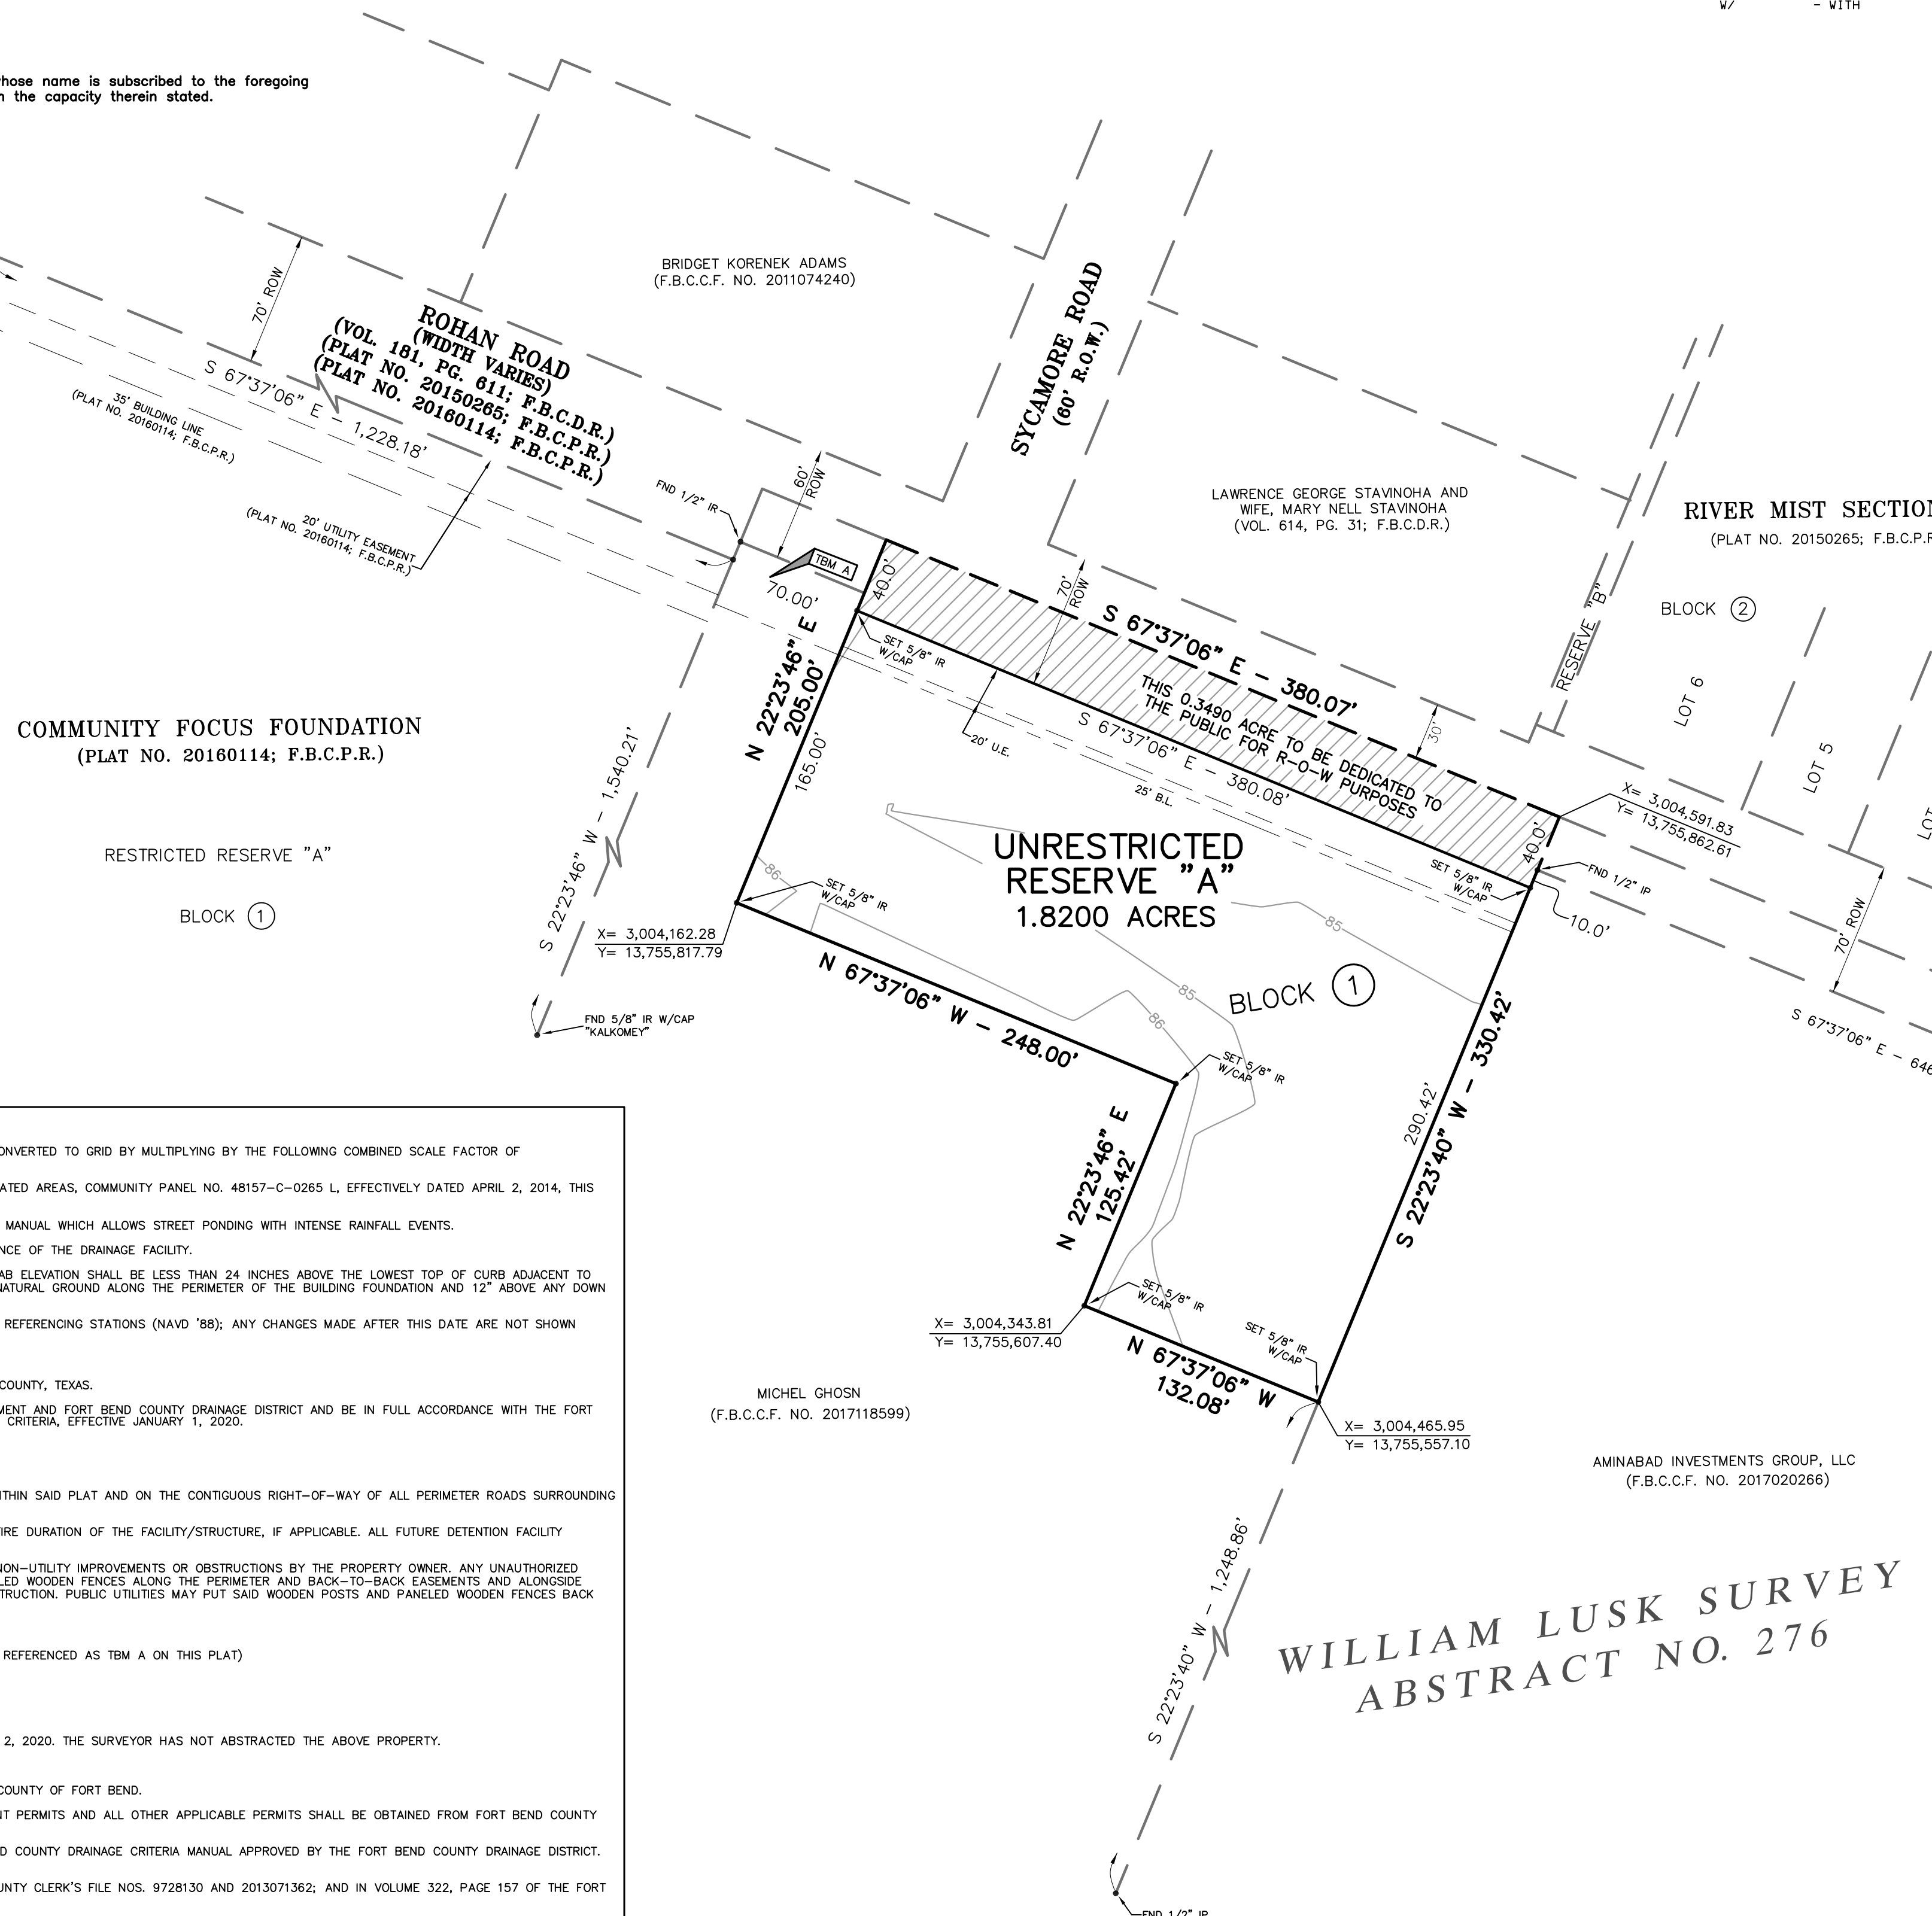 W/ - WITH
whose name is subscribed to the foregoing
the capacity therein stated.
BRIDGET KORENEK ADAMS
(F.B.C.C.F. NO. 2011074240)
SYCAMORE ROAD
(60' R.O.W.)
70' ROW
ROHAN ROAD
(WIDTH VARIES)
(VOL. 181, PG. 611; F.B.C.D.R.)
(PLAT NO. 20150265; F.B.C.P.R.)
(PLAT NO. 20160114; F.B.C.P.R.)
S 67°37'06" E - 1,228.18'
35' BUILDING LINE
(PLAT NO. 20160114; F.B.C.P.R.)
20' UTILITY EASEMENT
(PLAT NO. 20160114; F.B.C.P.R.)
FND 1/2" IR
60'
ROW
TBM A
70.00'
40.0'
LAWRENCE GEORGE STAVINOHA AND
WIFE, MARY NELL STAVINOHA
(VOL. 614, PG. 31; F.B.C.D.R.)
RIVER MIST SECTION
(PLAT NO. 20150265; F.B.C.P.R
BLOCK 2
RESERVE "B"
LOT 6
LOT 5
70'
ROW
S 67°37'06" E - 380.07'
THIS 0.3490 ACRE TO BE DEDICATED TO
THE PUBLIC FOR R-O-W PURPOSES
S 67°37'06" E - 380.08'
30'
SET 5/8" IR
W/CAP
N 22°23'46" E
205.00'
165.00'
20' U.E.
25' B.L.
X= 3,004,591.83
Y= 13,755,862.61
40.0'
FND 1/2" IP
SET 5/8" IR
W/CAP
10.0'
70' ROW
S 67°37'06" E - 646
COMMUNITY FOCUS FOUNDATION
(PLAT NO. 20160114; F.B.C.P.R.)
RESTRICTED RESERVE "A"
BLOCK 1
S 22°23'46" W - 1,540.21'
UNRESTRICTED
RESERVE "A"
1.8200 ACRES
86
SET 5/8" IR
W/CAP
X= 3,004,162.28
Y= 13,755,817.79
85
N 67°37'06" W - 248.00'
85
86
BLOCK 1
FND 5/8" IR W/CAP
"KALKOMEY"
SET 5/8" IR
W/CAP
N 22°23'46" E
125.42'
290.42'
S 22°23'40" W - 330.42'
SET 5/8" IR
W/CAP
X= 3,004,343.81
Y= 13,755,607.40
SET 5/8" IR
W/CAP
N 67°37'06" W
132.08'
X= 3,004,465.95
Y= 13,755,557.10
MICHEL GHOSN
(F.B.C.C.F. NO. 2017118599)
AMINABAD INVESTMENTS GROUP, LLC
(F.B.C.C.F. NO. 2017020266)
S 22°23'40" W - 1,248.86'
WILLIAM LUSK SURVEY
ABSTRACT NO. 276
FND 1/2" IP
ONVERTED TO GRID BY MULTIPLYING BY THE FOLLOWING COMBINED SCALE FACTOR OF
ATED AREAS, COMMUNITY PANEL NO. 48157-C-0265 L, EFFECTIVELY DATED APRIL 2, 2014, THIS
MANUAL WHICH ALLOWS STREET PONDING WITH INTENSE RAINFALL EVENTS.
NCE OF THE DRAINAGE FACILITY.
AB ELEVATION SHALL BE LESS THAN 24 INCHES ABOVE THE LOWEST TOP OF CURB ADJACENT TO
NATURAL GROUND ALONG THE PERIMETER OF THE BUILDING FOUNDATION AND 12" ABOVE ANY DOWN
REFERENCING STATIONS (NAVD '88); ANY CHANGES MADE AFTER THIS DATE ARE NOT SHOWN
COUNTY, TEXAS.
MENT AND FORT BEND COUNTY DRAINAGE DISTRICT AND BE IN FULL ACCORDANCE WITH THE FORT
CRITERIA, EFFECTIVE JANUARY 1, 2020.
ITHIN SAID PLAT AND ON THE CONTIGUOUS RIGHT-OF-WAY OF ALL PERIMETER ROADS SURROUNDING
TIRE DURATION OF THE FACILITY/STRUCTURE, IF APPLICABLE. ALL FUTURE DETENTION FACILITY
NON-UTILITY IMPROVEMENTS OR OBSTRUCTIONS BY THE PROPERTY OWNER. ANY UNAUTHORIZED
LED WOODEN FENCES ALONG THE PERIMETER AND BACK-TO-BACK EASEMENTS AND ALONGSIDE
TRUCTION. PUBLIC UTILITIES MAY PUT SAID WOODEN POSTS AND PANELED WOODEN FENCES BACK
REFERENCED AS TBM A ON THIS PLAT)
2, 2020. THE SURVEYOR HAS NOT ABSTRACTED THE ABOVE PROPERTY.
COUNTY OF FORT BEND.
NT PERMITS AND ALL OTHER APPLICABLE PERMITS SHALL BE OBTAINED FROM FORT BEND COUNTY
D COUNTY DRAINAGE CRITERIA MANUAL APPROVED BY THE FORT BEND COUNTY DRAINAGE DISTRICT.
UNTY CLERK'S FILE NOS. 9728130 AND 2013071362; AND IN VOLUME 322, PAGE 157 OF THE FORT